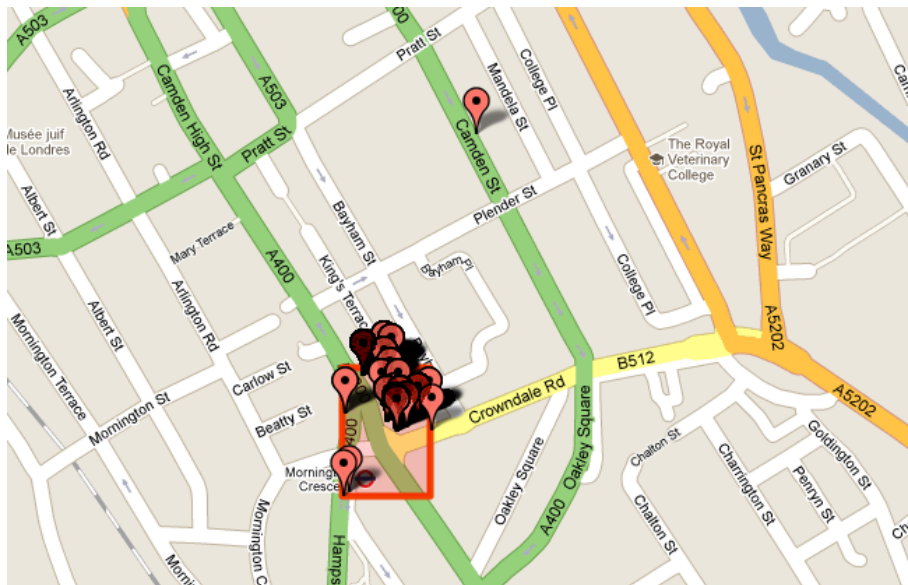 A503
A400
Pratt St
Mandela St
College Pl
Arlington Rd
Camden High St
A503
Camden St
The Royal
Veterinary
College
Musée juif
de Londres
Pratt St
St Pancras Way
Granary St
Albert St
Plender St
Bayham St
Mary Terrace
A503
A400
Bayham Pl
King's Terrace
College Pl
Albert St
Arlington Rd
Mornington Terrace
A5202
B512
Carlow St
Crowndale Rd
A5202
Mornington St
Beatty St
Oakley Square
Chalton St
Goldington St
Oakley Square
Charrington St
Penryn St
A400
Chalton St
Mornington